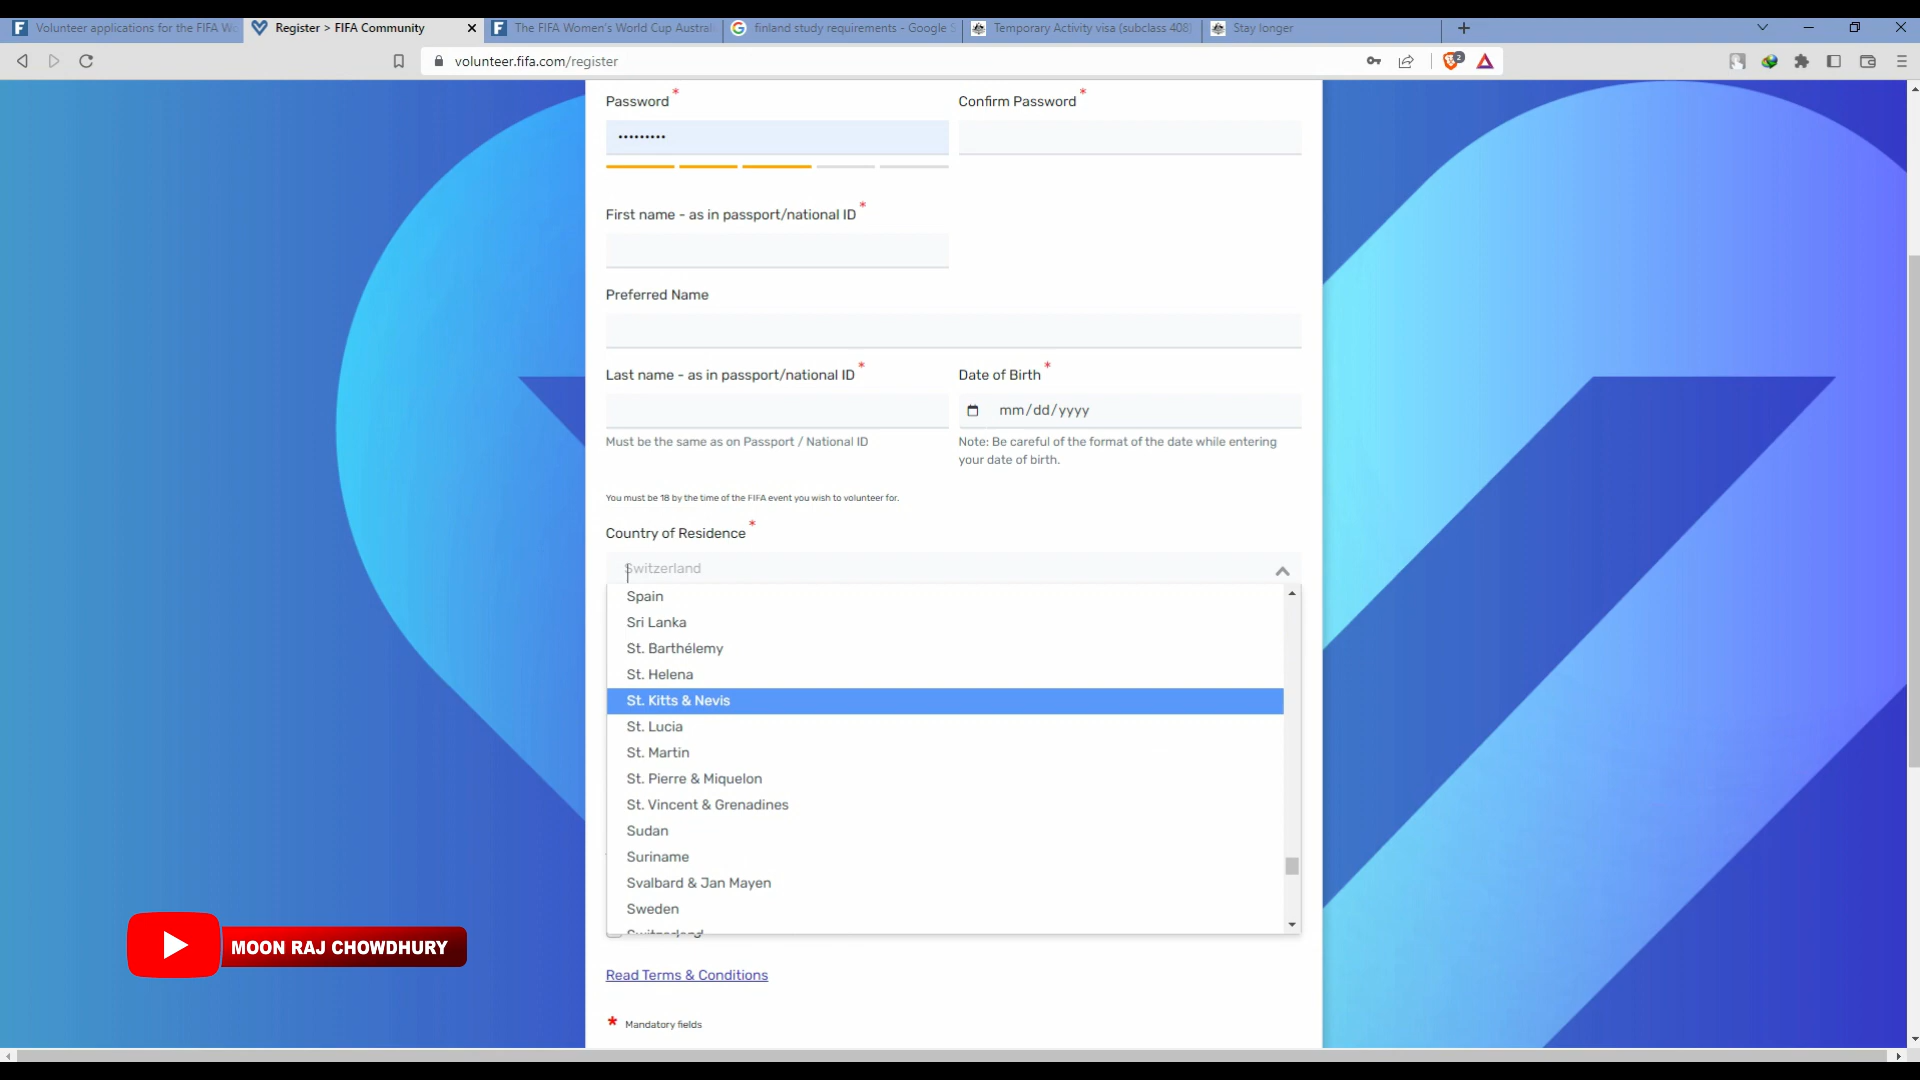 Volunteer applications for the FIFA Wo
Register > FIFA Community
The FIFA Women's World Cup Austral
finland study requirements - Google S
Temporary Activity visa (subclass 408)
Stay longer
volunteer.fifa.com/register
2
Password *
Confirm Password *
•••••••••
First name - as in passport/national ID *
Preferred Name
Last name - as in passport/national ID *
Date of Birth *
mm/dd/yyyy
Must be the same as on Passport / National ID
Note: Be careful of the format of the date while entering
your date of birth.
You must be 18 by the time of the FIFA event you wish to volunteer for.
Country of Residence *
Switzerland
Spain
Sri Lanka
St. Barthélemy
St. Helena
St. Kitts & Nevis
St. Lucia
St. Martin
St. Pierre & Miquelon
St. Vincent & Grenadines
Sudan
Suriname
Svalbard & Jan Mayen
Sweden
Switzerland
MOON RAJ CHOWDHURY
Read Terms & Conditions
* Mandatory fields